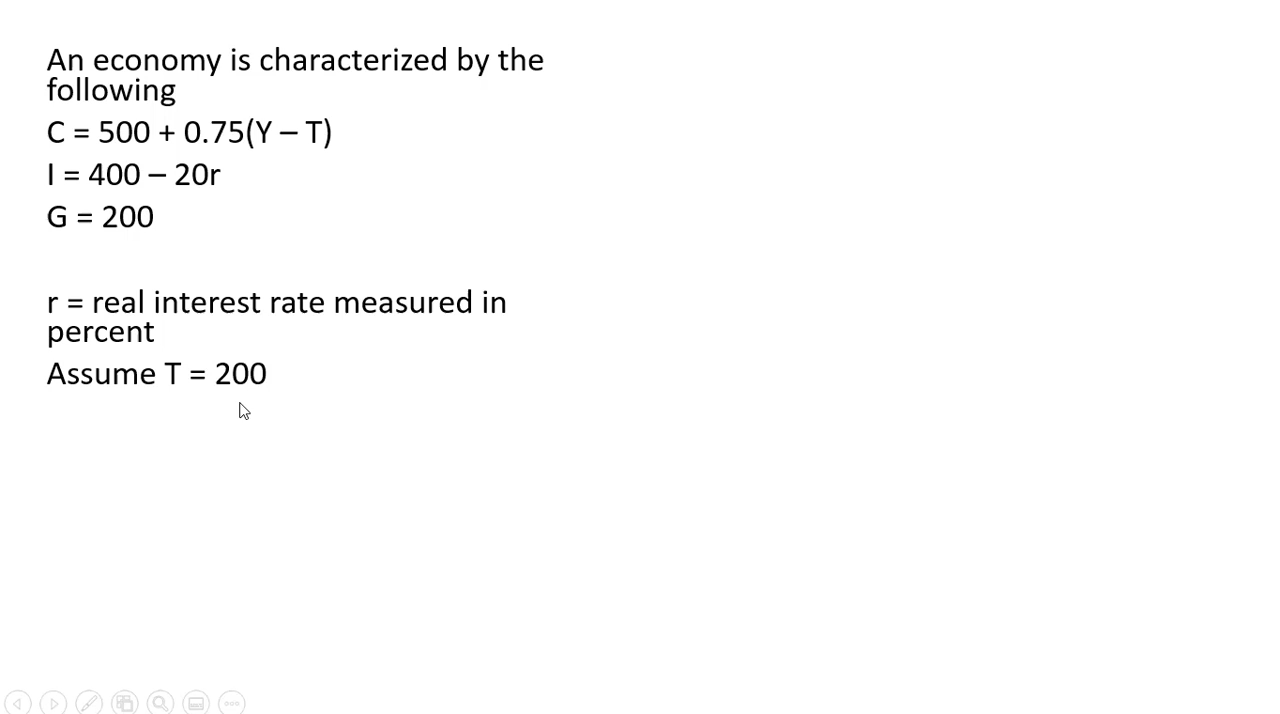 An economy is characterized by the
following
C = 500 + 0.75(Y – T)
I = 400 – 20r
G = 200
r = real interest rate measured in
percent
Assume T = 200